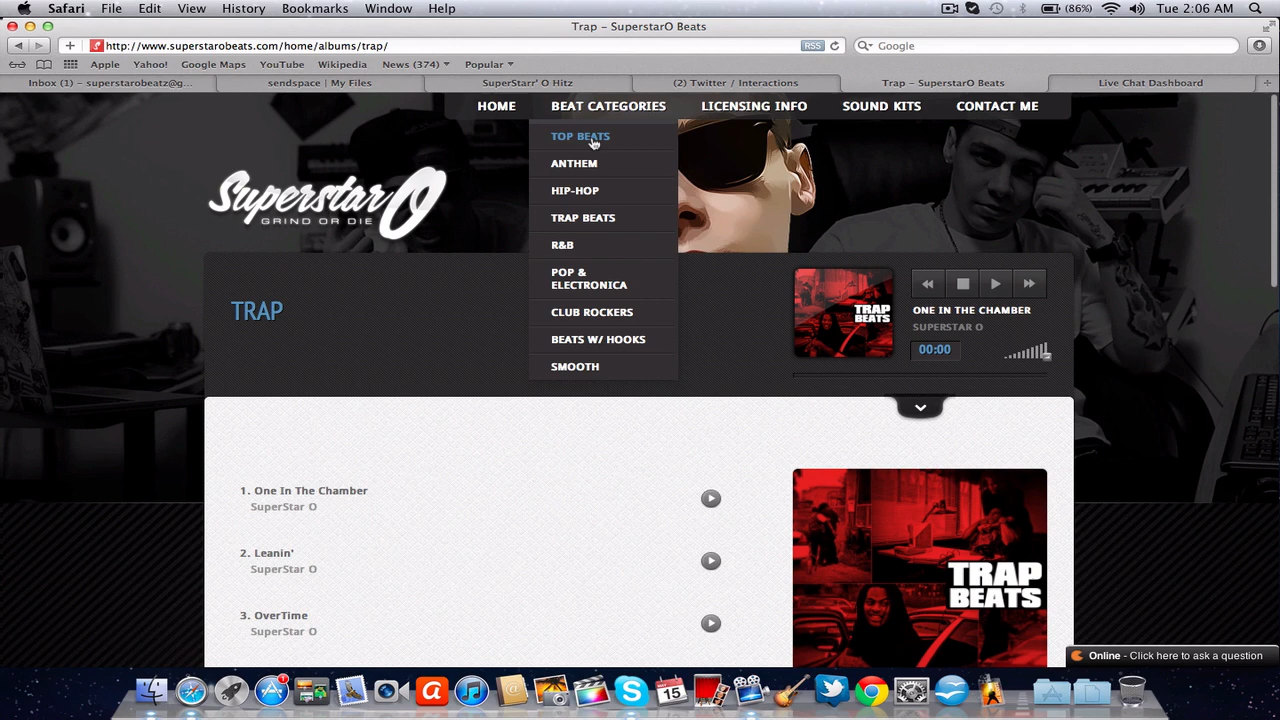 Safari File Edit View History Bookmarks Window Help (86%) Tue 2:06 AM
Trap – SuperstarO Beats
http://www.superstarobeats.com/home/albums/trap/ RSS Google
Apple Yahoo! Google Maps YouTube Wikipedia News (374) Popular
Inbox (1) – superstarobeatz@g... sendspace | My Files SuperStarr' O Hitz (2) Twitter / Interactions Trap – SuperstarO Beats Live Chat Dashboard
HOME BEAT CATEGORIES LICENSING INFO SOUND KITS CONTACT ME
TOP BEATS
ANTHEM
HIP-HOP
TRAP BEATS
R&B
POP &
ELECTRONICA
CLUB ROCKERS
BEATS W/ HOOKS
SMOOTH
Superstar O
GRIND OR DIE
TRAP
TRAP
BEATS
ONE IN THE CHAMBER
SUPERSTAR O
00:00
1. One In The Chamber
SuperStar O
2. Leanin'
SuperStar O
3. OverTime
SuperStar O
TRAP
BEATS
Online - Click here to ask a question
1
15